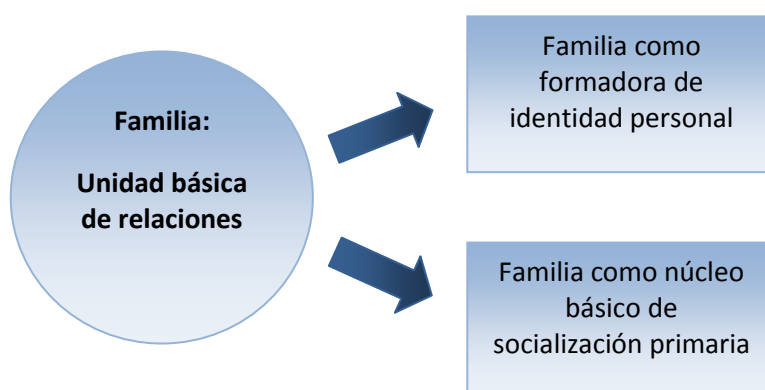 Familia:
Unidad básica
de relaciones
Familia como
formadora de
identidad personal
Familia como núcleo
básico de
socialización primaria